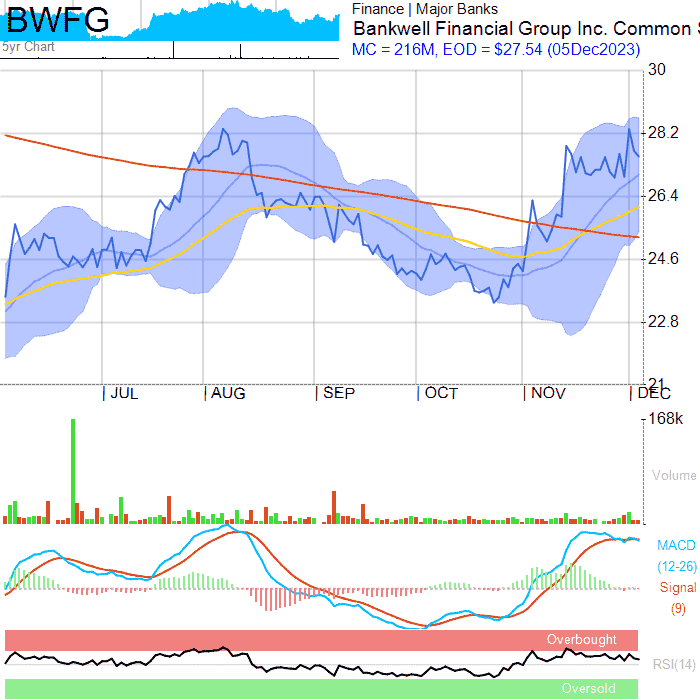 BWFG
5yr Chart
Finance | Major Banks
Bankwell Financial Group Inc. Common S
MC = 216M, EOD = $27.54 (05Dec2023)
30
28.2
26.4
24.6
22.8
21
JUL AUG SEP OCT NOV DEC
168k
Volume
MACD
(12-26)
Signal
(9)
Overbought
RSI(14)
Oversold